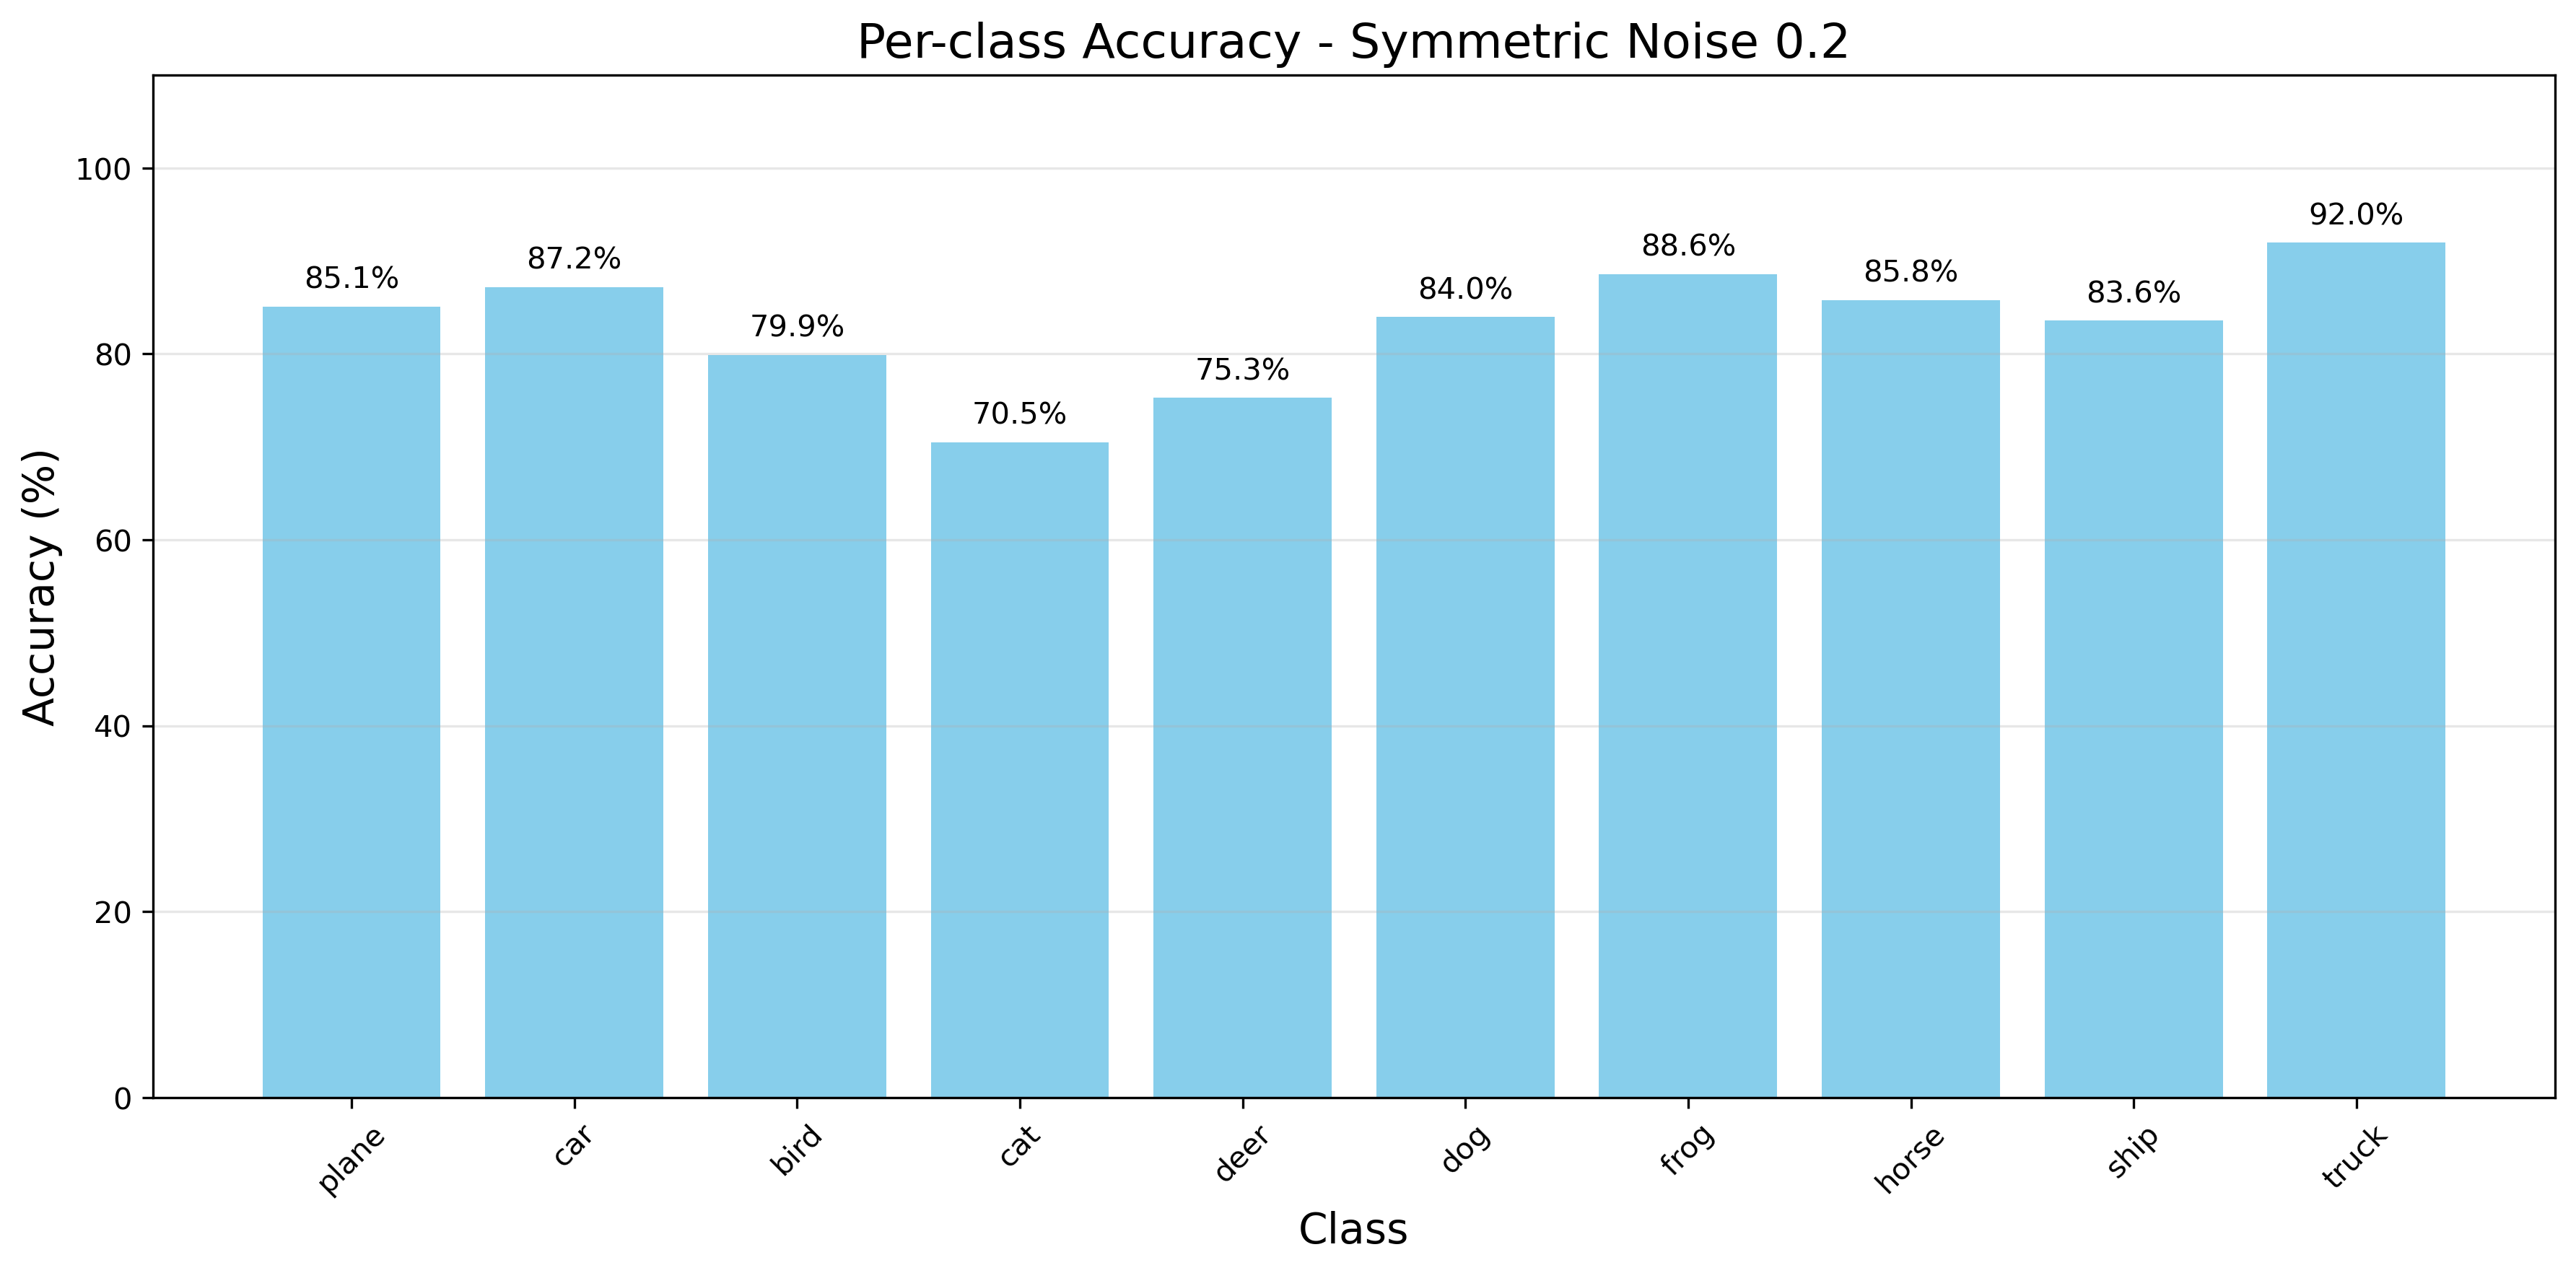 Per-class Accuracy - Symmetric Noise 0.2
Accuracy (%)
100
80
60
40
20
0
85.1%
87.2%
79.9%
70.5%
75.3%
84.0%
88.6%
85.8%
83.6%
92.0%
plane
car
bird
cat
deer
dog
frog
horse
ship
truck
Class